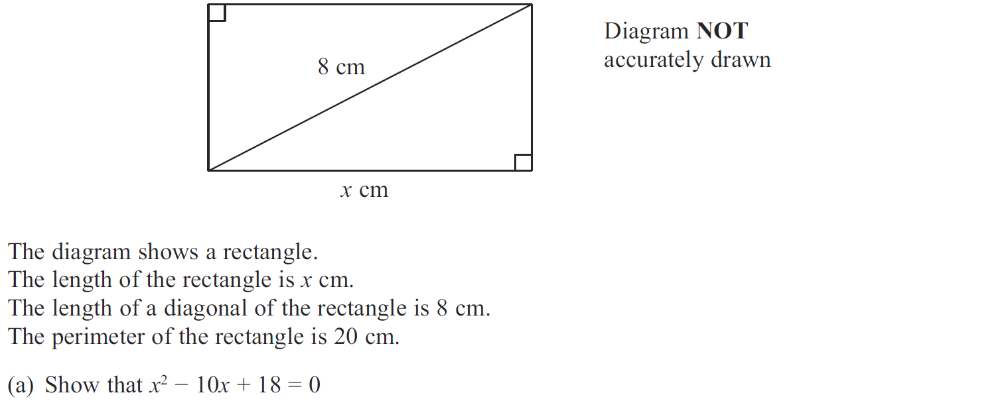 Diagram NOT
accurately drawn
8 cm
x cm
The diagram shows a rectangle.
The length of the rectangle is x cm.
The length of a diagonal of the rectangle is 8 cm.
The perimeter of the rectangle is 20 cm.
(a) Show that x² − 10x + 18 = 0